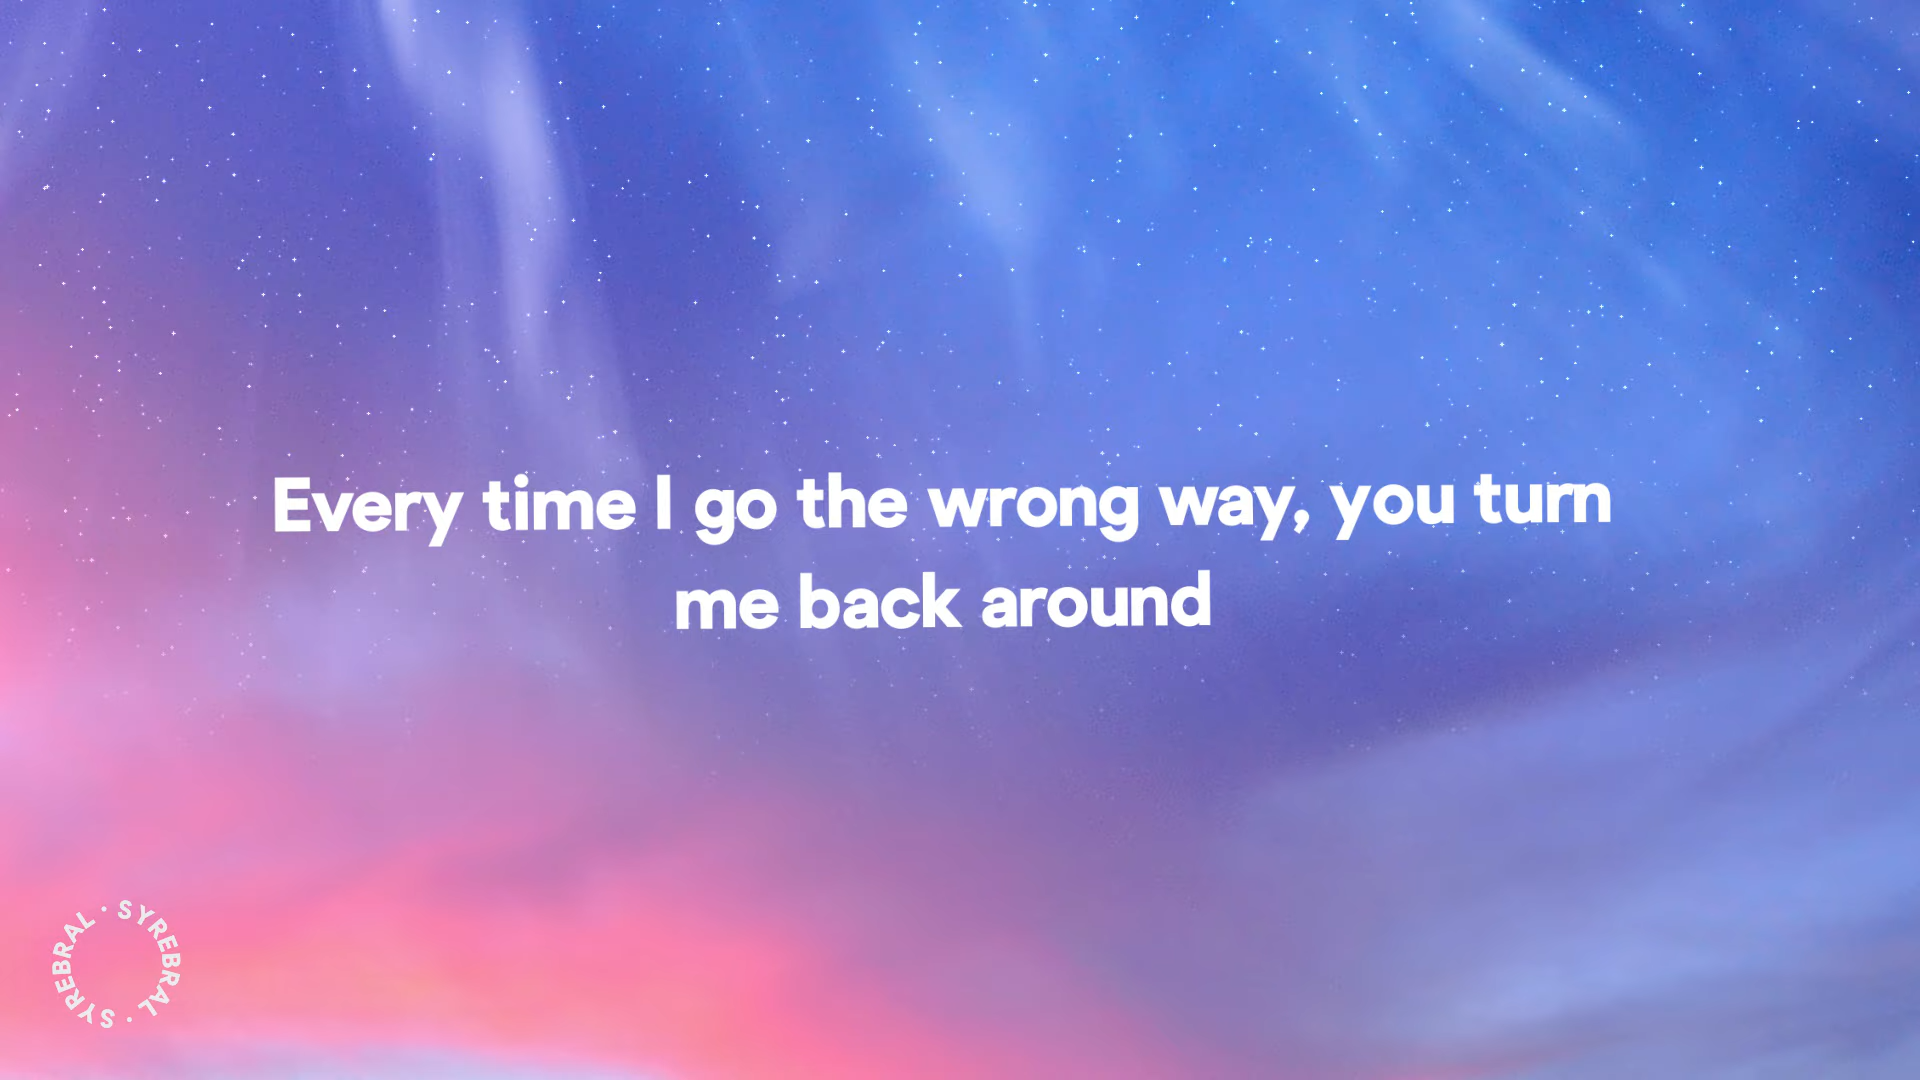 Every time I go the wrong way, you turn
me back around
SYREBRAL · SYREBRAL ·